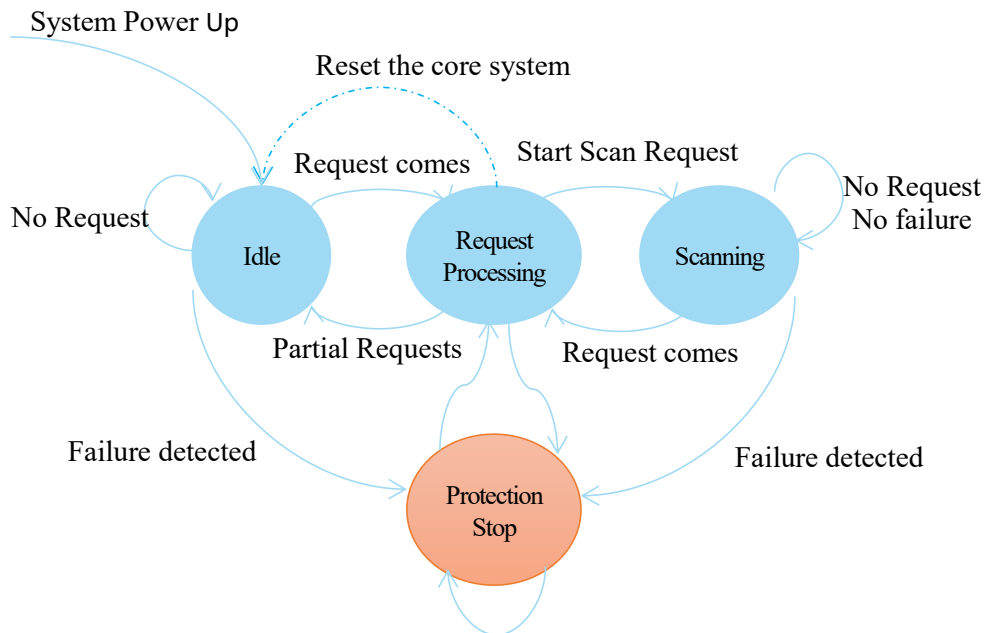 System Power Up
Reset the core system
Request comes
Start Scan Request
No Request
No failure
No Request
Idle
Request
Processing
Scanning
Partial Requests
Request comes
Failure detected
Failure detected
Protection
Stop